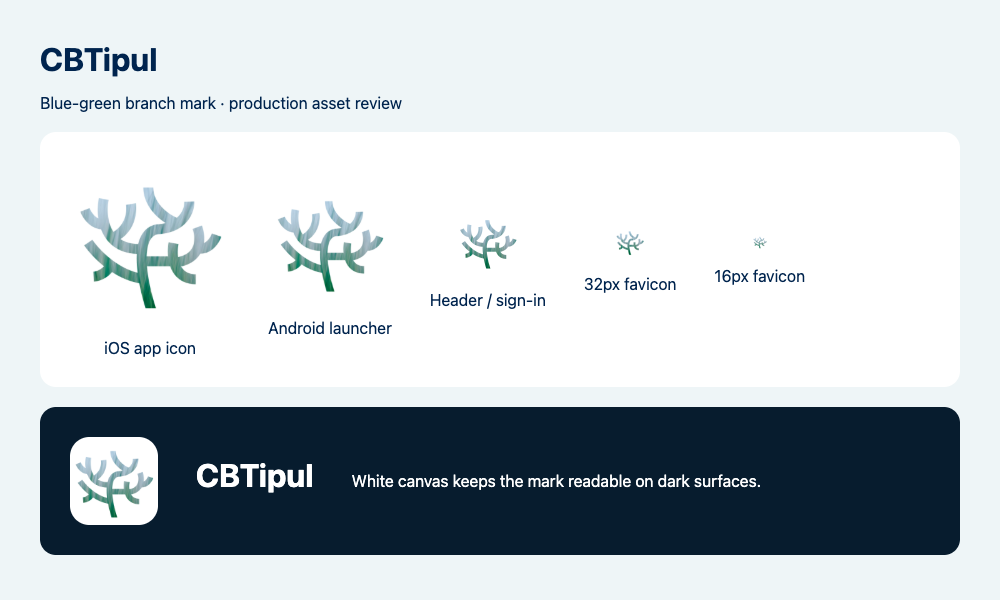 CBTipul
Blue-green branch mark · production asset review
iOS app icon
Android launcher
Header / sign-in
32px favicon
16px favicon
CBTipul
White canvas keeps the mark readable on dark surfaces.